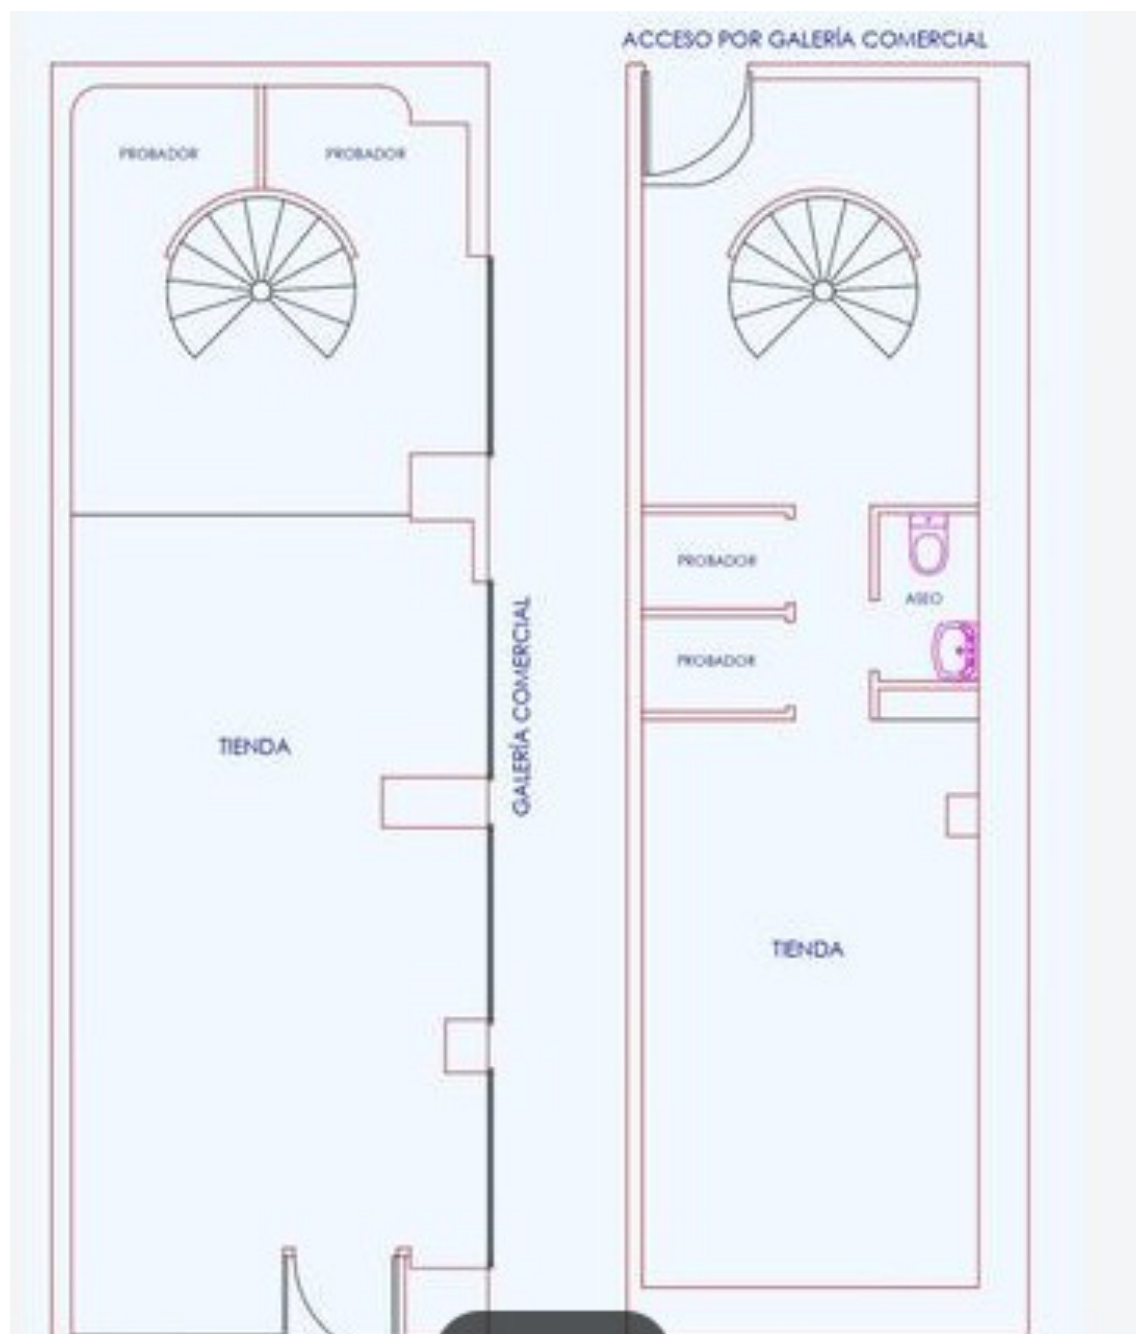 ACCESO POR GALERÍA COMERCIAL
PROBADOR
PROBADOR
TIENDA
GALERÍA COMERCIAL
PROBADOR
ASEO
PROBADOR
TIENDA